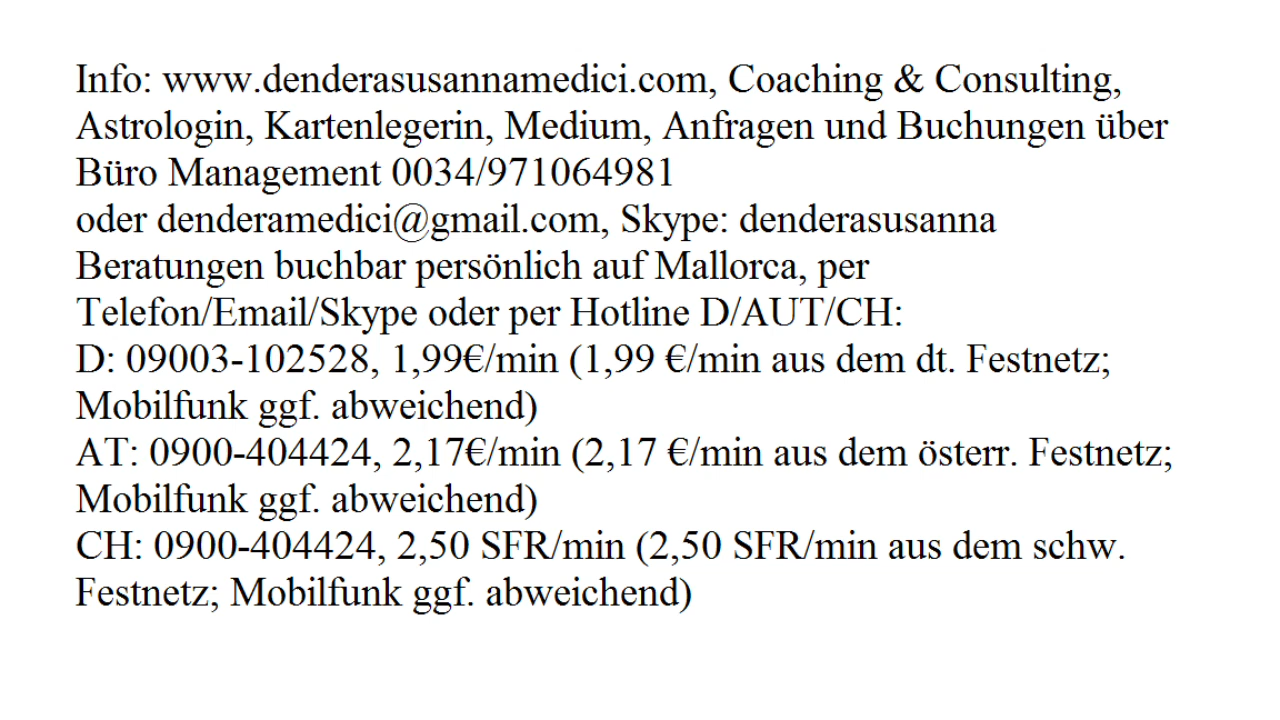 Info: www.denderasusannamedici.com, Coaching & Consulting,
Astrologin, Kartenlegerin, Medium, Anfragen und Buchungen über
Büro Management 0034/971064981
oder denderamedici@gmail.com, Skype: denderasusanna
Beratungen buchbar persönlich auf Mallorca, per
Telefon/Email/Skype oder per Hotline D/AUT/CH:
D: 09003-102528, 1,99€/min (1,99 €/min aus dem dt. Festnetz;
Mobilfunk ggf. abweichend)
AT: 0900-404424, 2,17€/min (2,17 €/min aus dem österr. Festnetz;
Mobilfunk ggf. abweichend)
CH: 0900-404424, 2,50 SFR/min (2,50 SFR/min aus dem schw.
Festnetz; Mobilfunk ggf. abweichend)